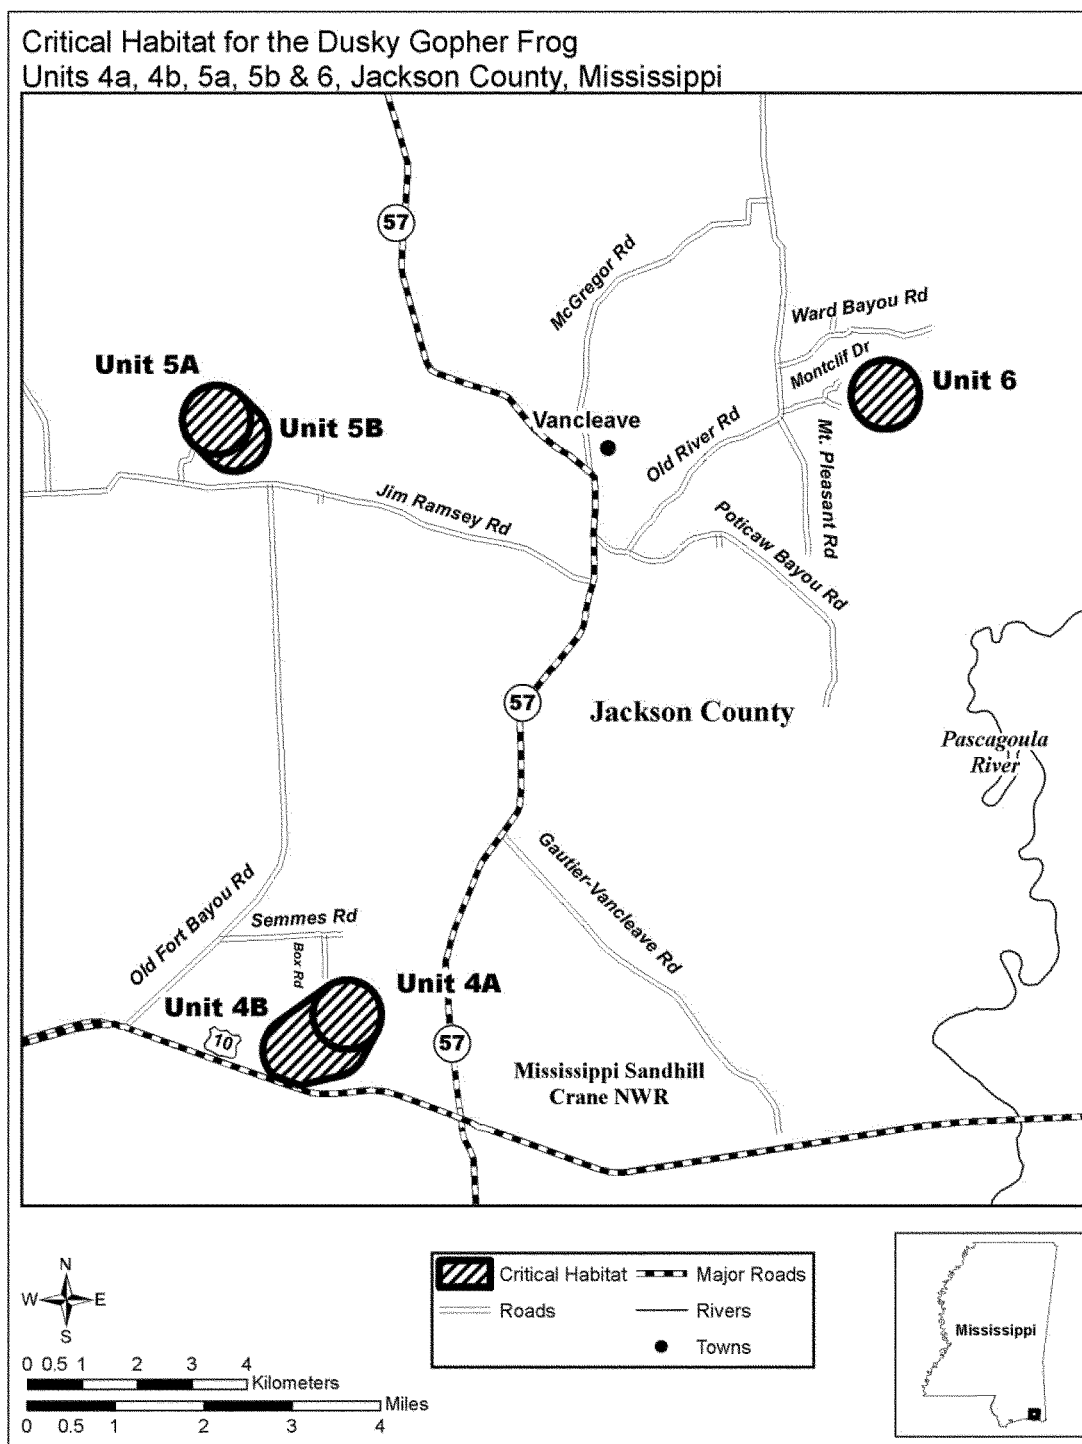 Critical Habitat for the Dusky Gopher Frog
Units 4a, 4b, 5a, 5b & 6, Jackson County, Mississippi
57
McGregor Rd
Ward Bayou Rd
Montclif Dr
Unit 5A
Unit 6
Vancleave
Unit 5B
Old River Rd
Mt. Pleasant Rd
Jim Ramsey Rd
Poticaw Bayou Rd
57
Jackson County
Pascagoula
River
Gautier-Vancleave Rd
Old Fort Bayou Rd
Semmes Rd
Box Rd
Unit 4A
Unit 4B
10
57
Mississippi Sandhill
Crane NWR
N
W E
S
Critical Habitat
Major Roads
Roads
Rivers
Towns
Mississippi
0 0.5 1 2 3 4
Kilometers
Miles
0 0.5 1 2 3 4